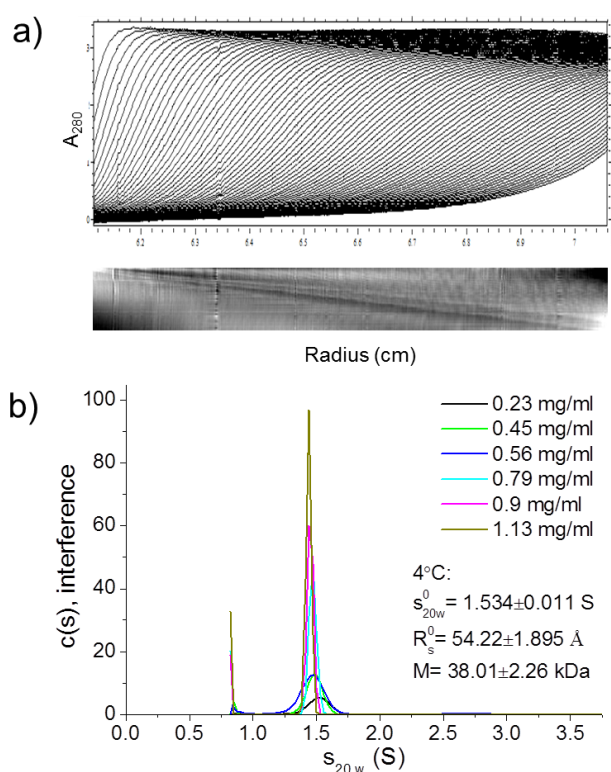 a)
A280
0
6.2 6.3 6.4 6.5 6.6 6.7 6.8 6.9 7
Radius (cm)
b)
100
80
60
40
20
0
c(s), interference
0.23 mg/ml
0.45 mg/ml
0.56 mg/ml
0.79 mg/ml
0.9 mg/ml
1.13 mg/ml
4°C:
s⁰20w= 1.534±0.011 S
R⁰s= 54.22±1.895 Å
M= 38.01±2.26 kDa
0.0 0.5 1.0 1.5 2.0 2.5 3.0 3.5
s20,w (S)